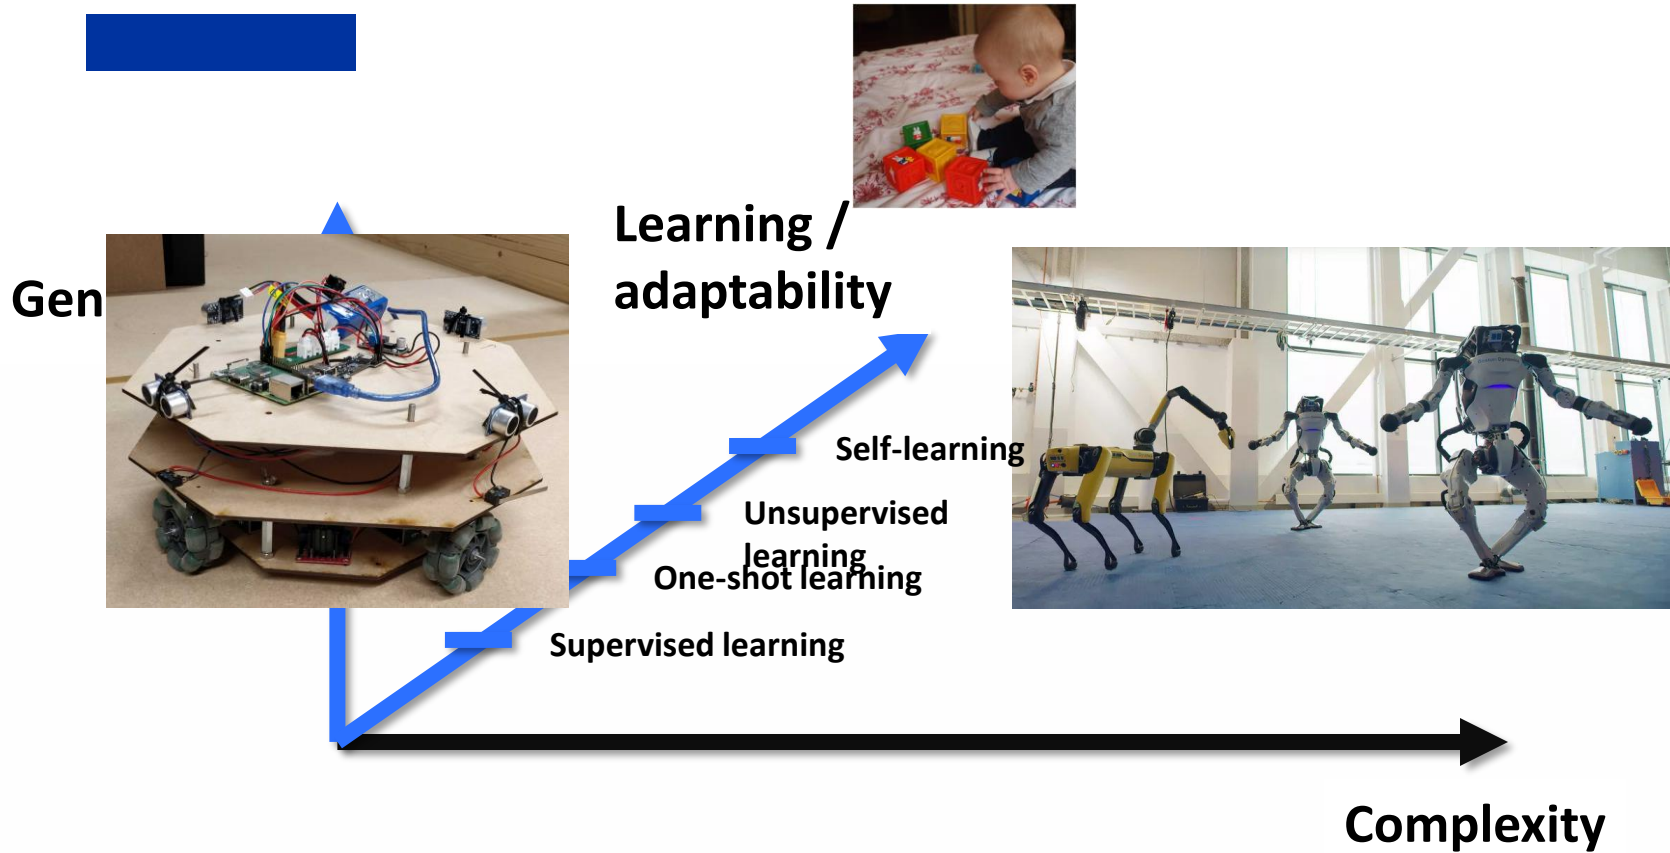 Learning /
adaptability
Gen
Self-learning
Unsupervised
learning
One-shot learning
Supervised learning
Complexity